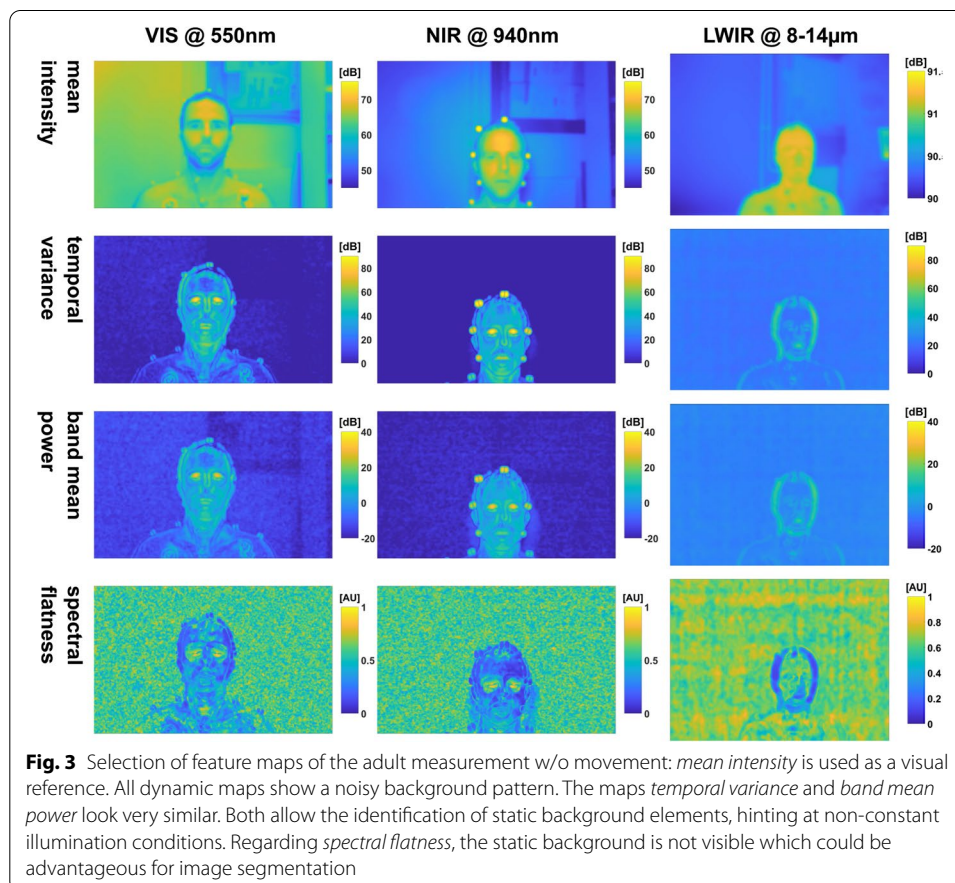 VIS @ 550nm
NIR @ 940nm
LWIR @ 8-14µm
mean
intensity
[dB]
70
60
50
[dB]
70
60
50
[dB]
91.
91
90.
90
temporal
variance
[dB]
80
60
40
20
0
[dB]
80
60
40
20
0
[dB]
80
60
40
20
0
band mean
power
[dB]
40
20
0
-20
[dB]
40
20
0
-20
[dB]
40
20
0
-20
spectral
flatness
[AU]
1
0.5
0
[AU]
1
0.5
0
[AU]
1
0.8
0.6
0.4
0.2
0
Fig. 3 Selection of feature maps of the adult measurement w/o movement: mean intensity is used as a visual
reference. All dynamic maps show a noisy background pattern. The maps temporal variance and band mean
power look very similar. Both allow the identification of static background elements, hinting at non-constant
illumination conditions. Regarding spectral flatness, the static background is not visible which could be
advantageous for image segmentation